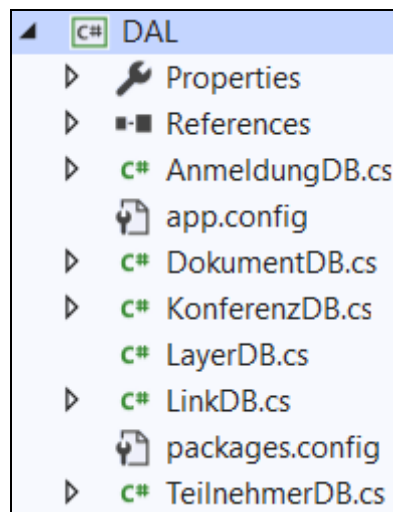 C# DAL
Properties
References
C# AnmeldungDB.cs
app.config
C# DokumentDB.cs
C# KonferenzDB.cs
C# LayerDB.cs
C# LinkDB.cs
packages.config
C# TeilnehmerDB.cs